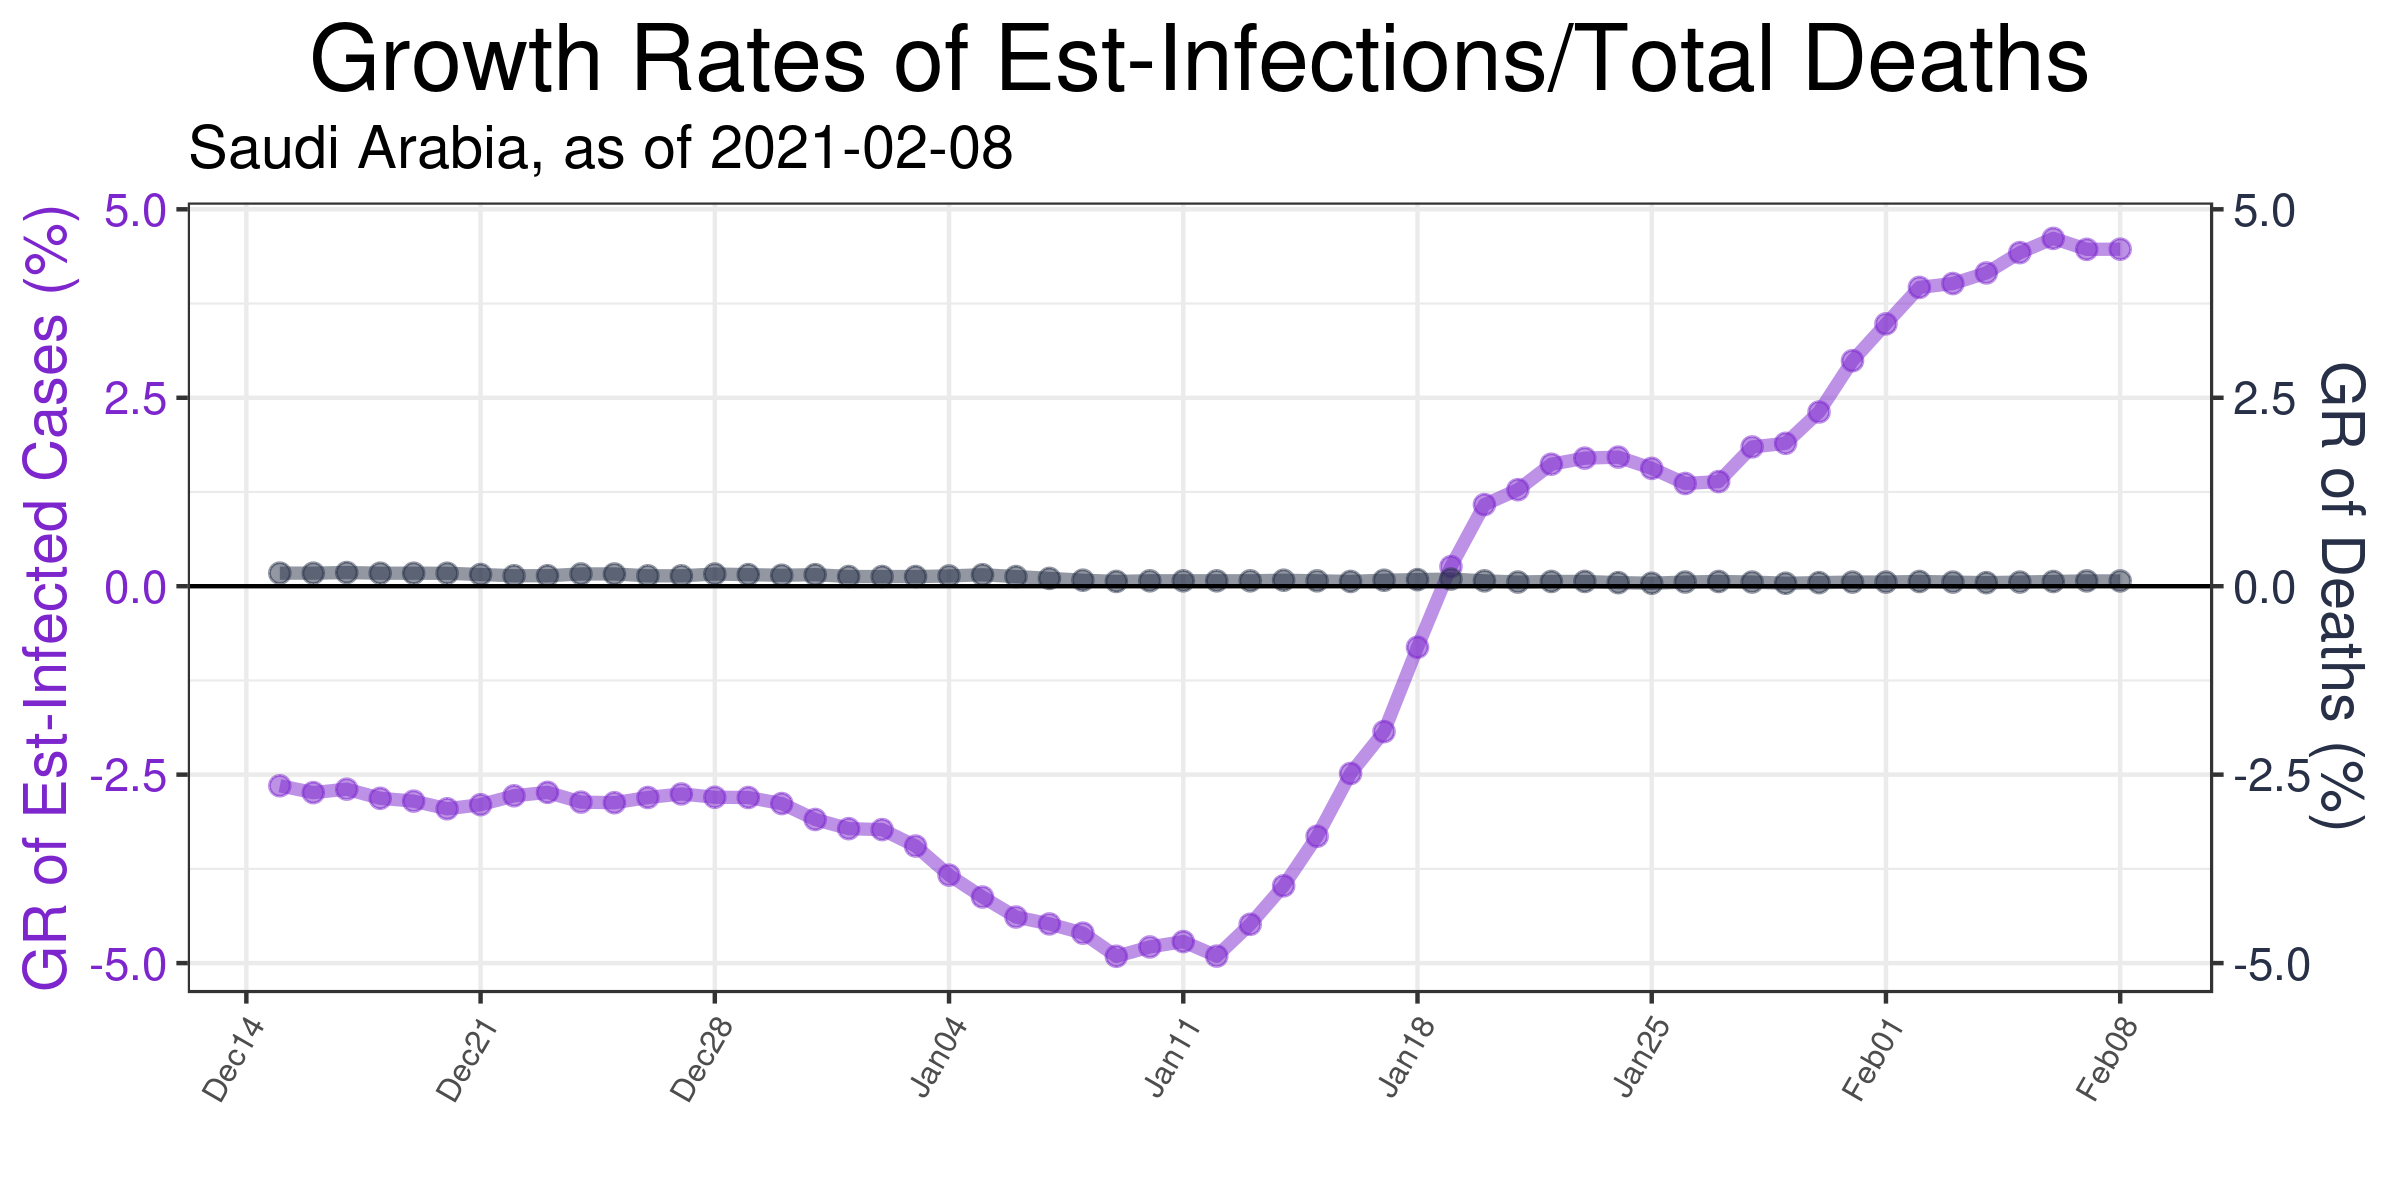 Growth Rates of Est-Infections/Total Deaths
Saudi Arabia, as of 2021-02-08
GR of Est-Infected Cases (%)
5.0
2.5
0.0
-2.5
-5.0
5.0
2.5
0.0
-2.5
-5.0
GR of Deaths (%)
Dec14
Dec21
Dec28
Jan04
Jan11
Jan18
Jan25
Feb01
Feb08